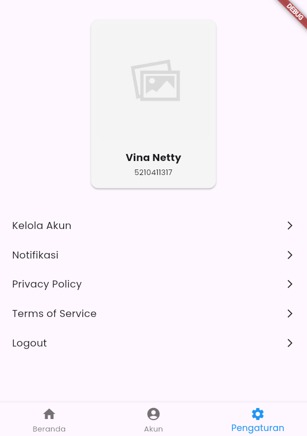 DEBUG
Vina Netty
5210411317
Kelola Akun
Notifikasi
Privacy Policy
Terms of Service
Logout
Beranda
Akun
Pengaturan